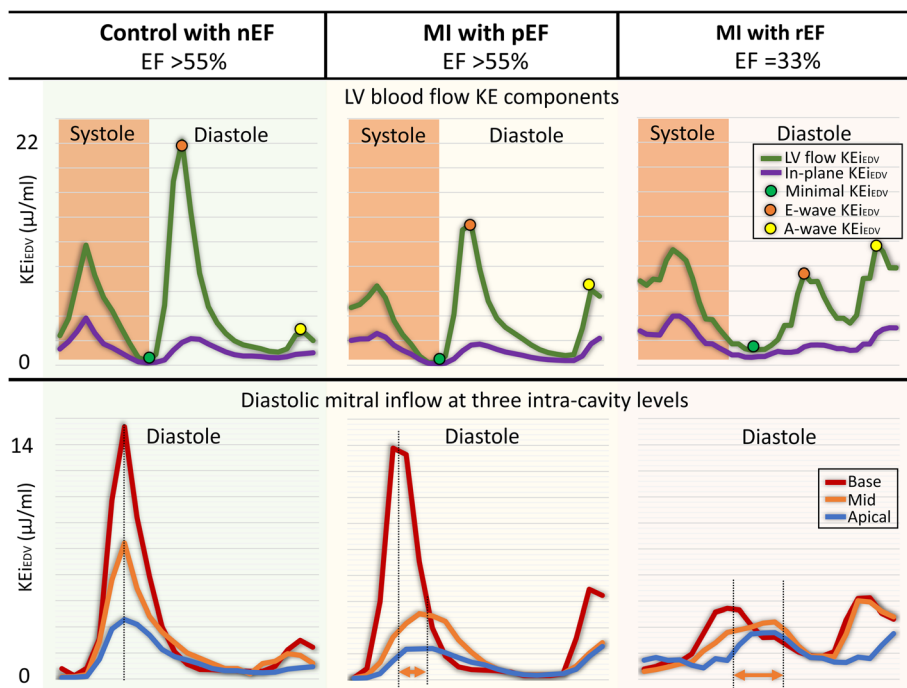 Control with nEF
EF >55%
MI with pEF
EF >55%
MI with rEF
EF =33%
LV blood flow KE components
22
KEiEDV (µJ/ml)
0
Systole
Diastole
Systole
Diastole
Systole
Diastole
LV flow KEiEDV
In-plane KEiEDV
Minimal KEiEDV
E-wave KEiEDV
A-wave KEiEDV
Diastolic mitral inflow at three intra-cavity levels
14
KEiEDV (µJ/ml)
0
Diastole
Diastole
Diastole
Base
Mid
Apical